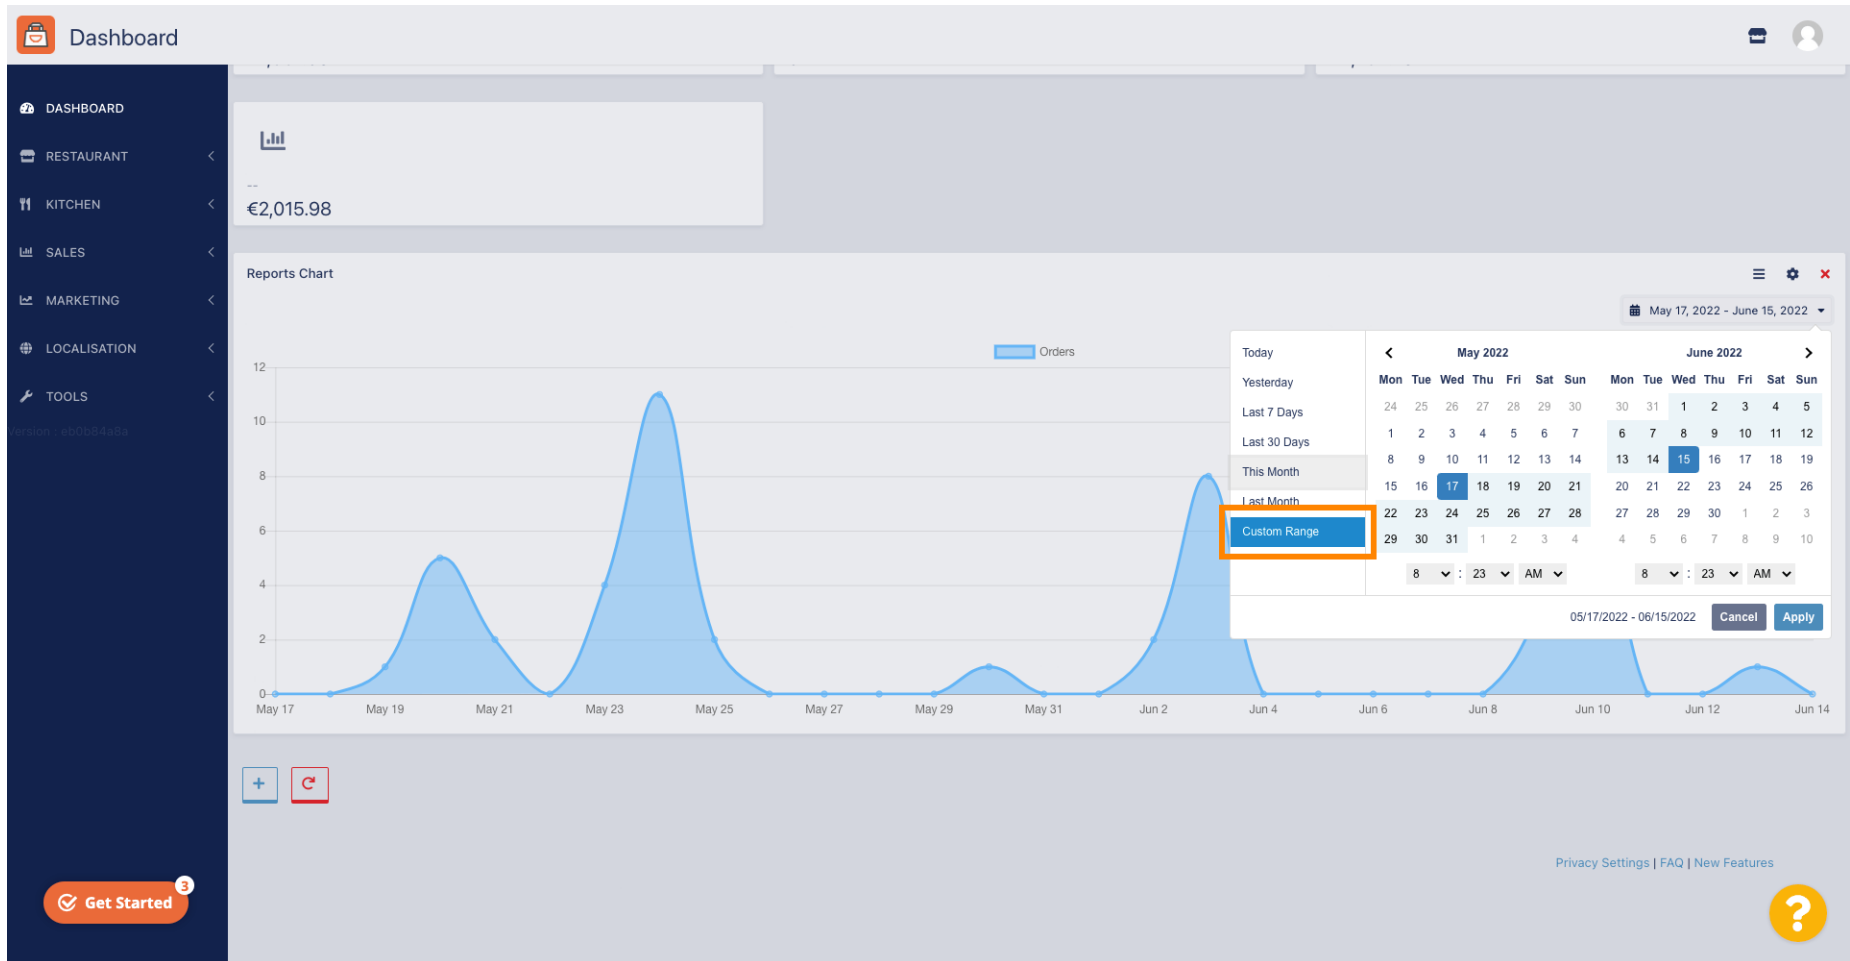 Dashboard
DASHBOARD
RESTAURANT
KITCHEN
SALES
MARKETING
LOCALISATION
TOOLS
Version : eb0b84a8a
--
€2,015.98
Reports Chart
May 17, 2022 - June 15, 2022
Orders
12
10
8
6
4
2
0
May 17 May 19 May 21 May 23 May 25 May 27 May 29 May 31 Jun 2 Jun 4 Jun 6 Jun 8 Jun 10 Jun 12 Jun 14
Today
Yesterday
Last 7 Days
Last 30 Days
This Month
Last Month
Custom Range
May 2022
Mon Tue Wed Thu Fri Sat Sun
24 25 26 27 28 29 30
1 2 3 4 5 6 7
8 9 10 11 12 13 14
15 16 17 18 19 20 21
22 23 24 25 26 27 28
29 30 31 1 2 3 4
8 : 23 AM
June 2022
Mon Tue Wed Thu Fri Sat Sun
30 31 1 2 3 4 5
6 7 8 9 10 11 12
13 14 15 16 17 18 19
20 21 22 23 24 25 26
27 28 29 30 1 2 3
4 5 6 7 8 9 10
8 : 23 AM
05/17/2022 - 06/15/2022 Cancel Apply
Privacy Settings | FAQ | New Features
Get Started 3
?